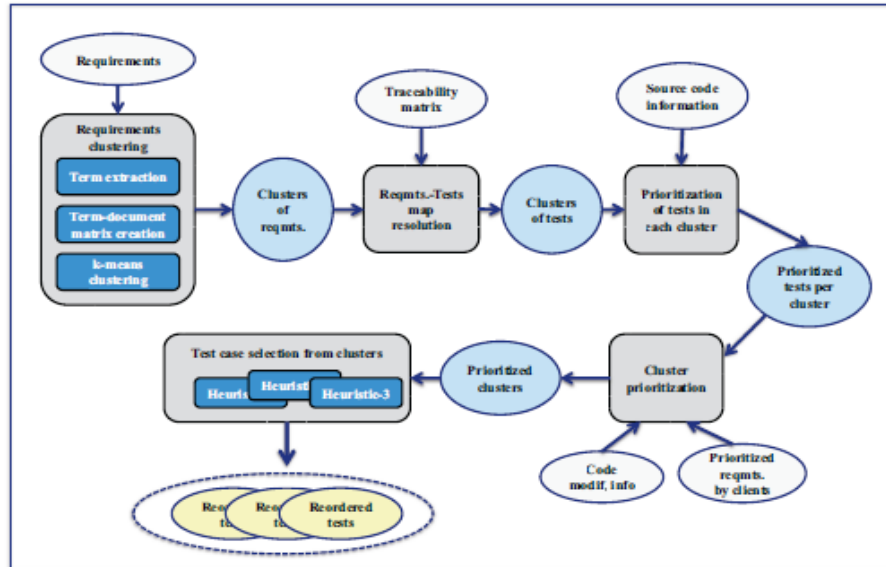 Requirements
Requirements
clustering
Term extraction
Term-document
matrix creation
k-means
clustering
Clusters
of
reqmts.
Traceability
matrix
Reqmts.-Tests
map
resolution
Clusters
of tests
Source code
information
Prioritization
of tests in
each cluster
Prioritized
tests per
cluster
Cluster
prioritization
Code
modif, info
Prioritized
reqmts.
by clients
Prioritized
clusters
Test case selection from clusters
Heuristic-3
Reordered
tests